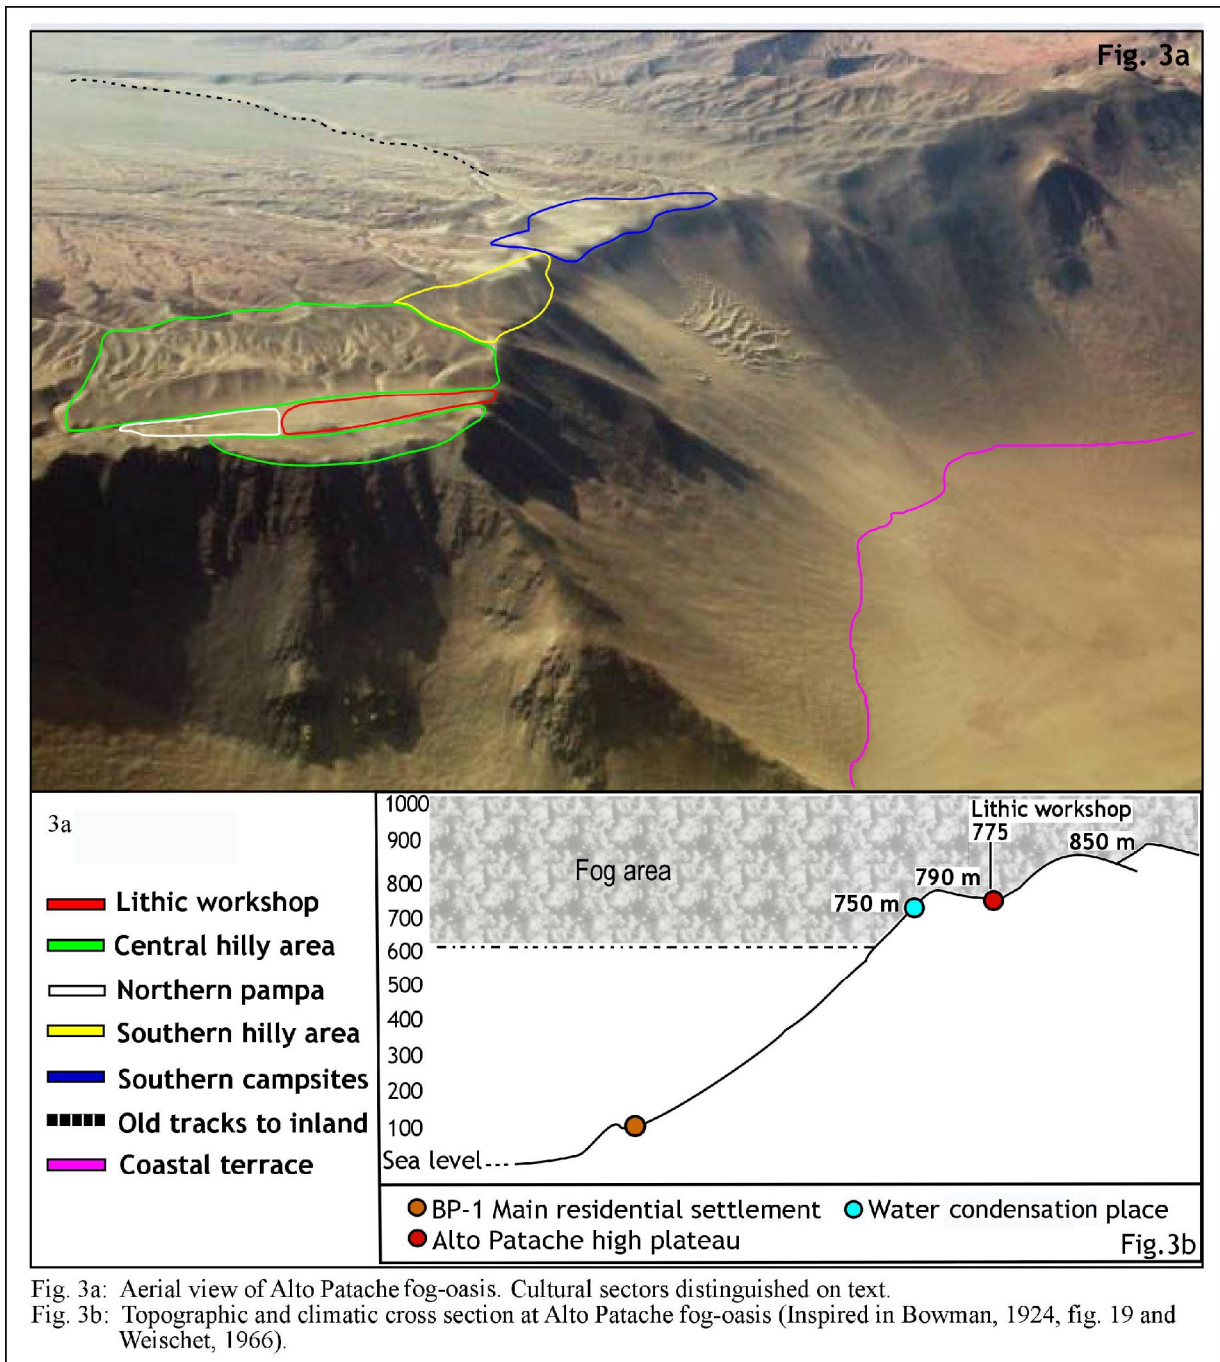 Fig. 3a
3a
Lithic workshop
Central hilly area
Northern pampa
Southern hilly area
Southern campsites
Old tracks to inland
Coastal terrace
1000
900
800
700
600
500
400
300
200
100
Sea level
Fog area
Lithic workshop
775
850 m
790 m
750 m
BP-1 Main residential settlement
Water condensation place
Alto Patache high plateau
Fig.3b
Fig. 3a: Aerial view of Alto Patache fog-oasis. Cultural sectors distinguished on text.
Fig. 3b: Topographic and climatic cross section at Alto Patache fog-oasis (Inspired in Bowman, 1924, fig. 19 and
Weischet, 1966).